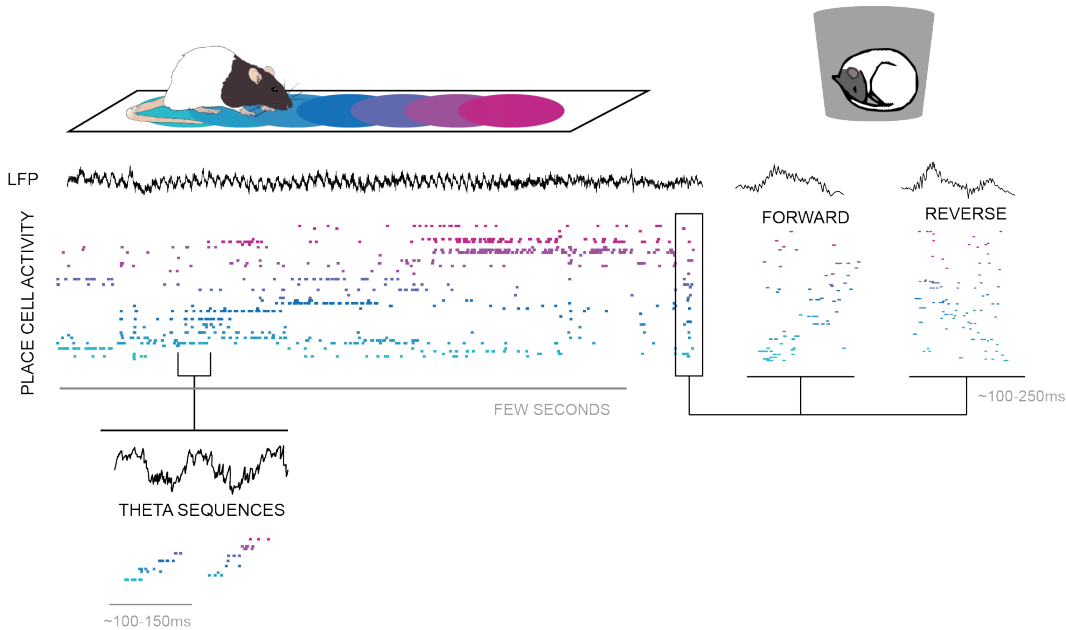 LFP
FORWARD
REVERSE
PLACE CELL ACTIVITY
FEW SECONDS
~100-250ms
THETA SEQUENCES
~100-150ms